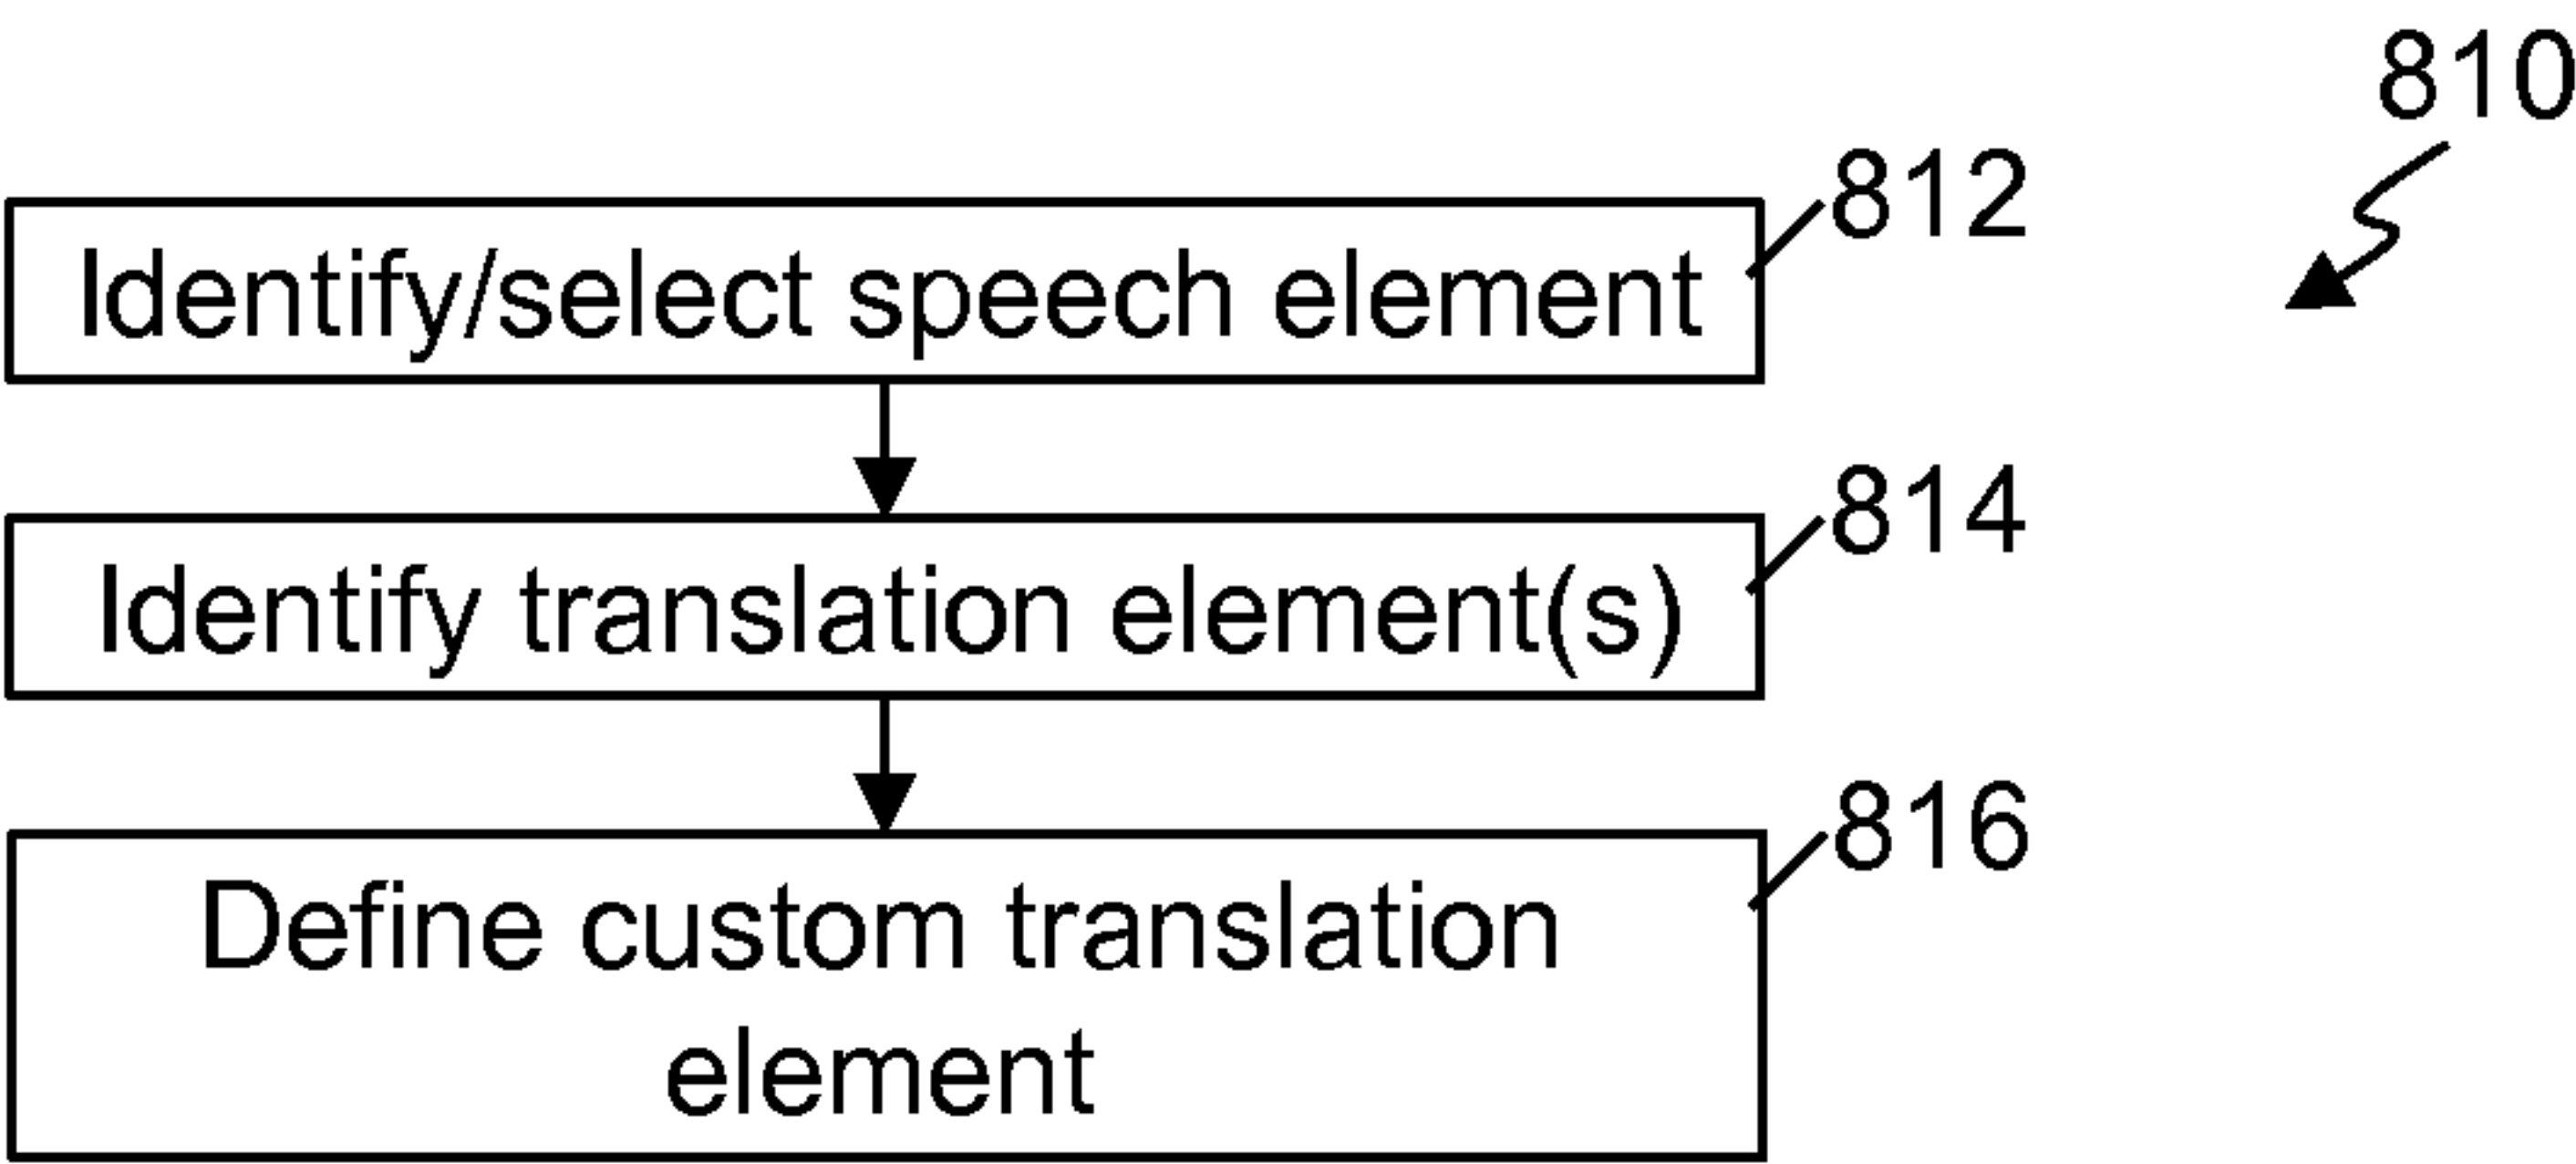 810
812
Identify/select speech element
814
Identify translation element(s)
816
Define custom translation
element